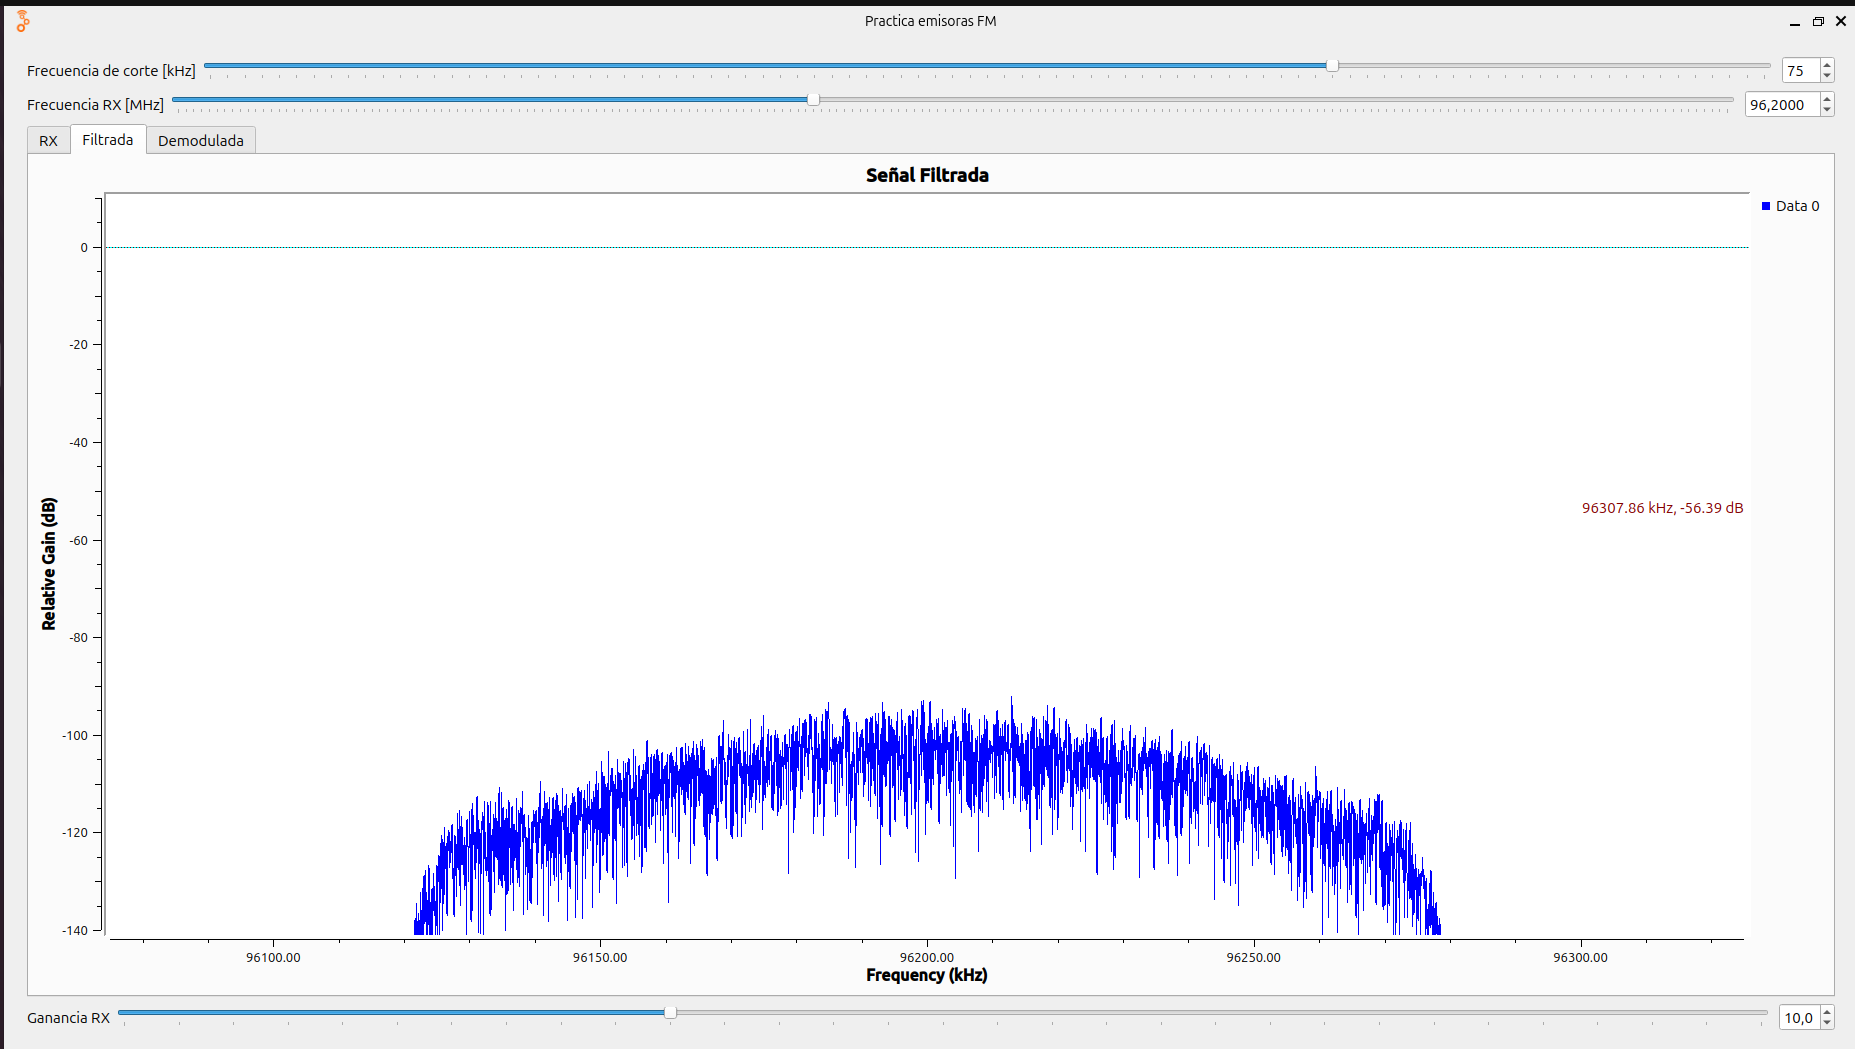 Practica emisoras FM
Frecuencia de corte [kHz]
75
Frecuencia RX [MHz]
96,2000
RX
Filtrada
Demodulada
Señal Filtrada
Data 0
0
-20
-40
-60
-80
-100
-120
-140
Relative Gain (dB)
96307.86 kHz, -56.39 dB
96100.00
96150.00
96200.00
96250.00
96300.00
Frequency (kHz)
Ganancia RX
10,0